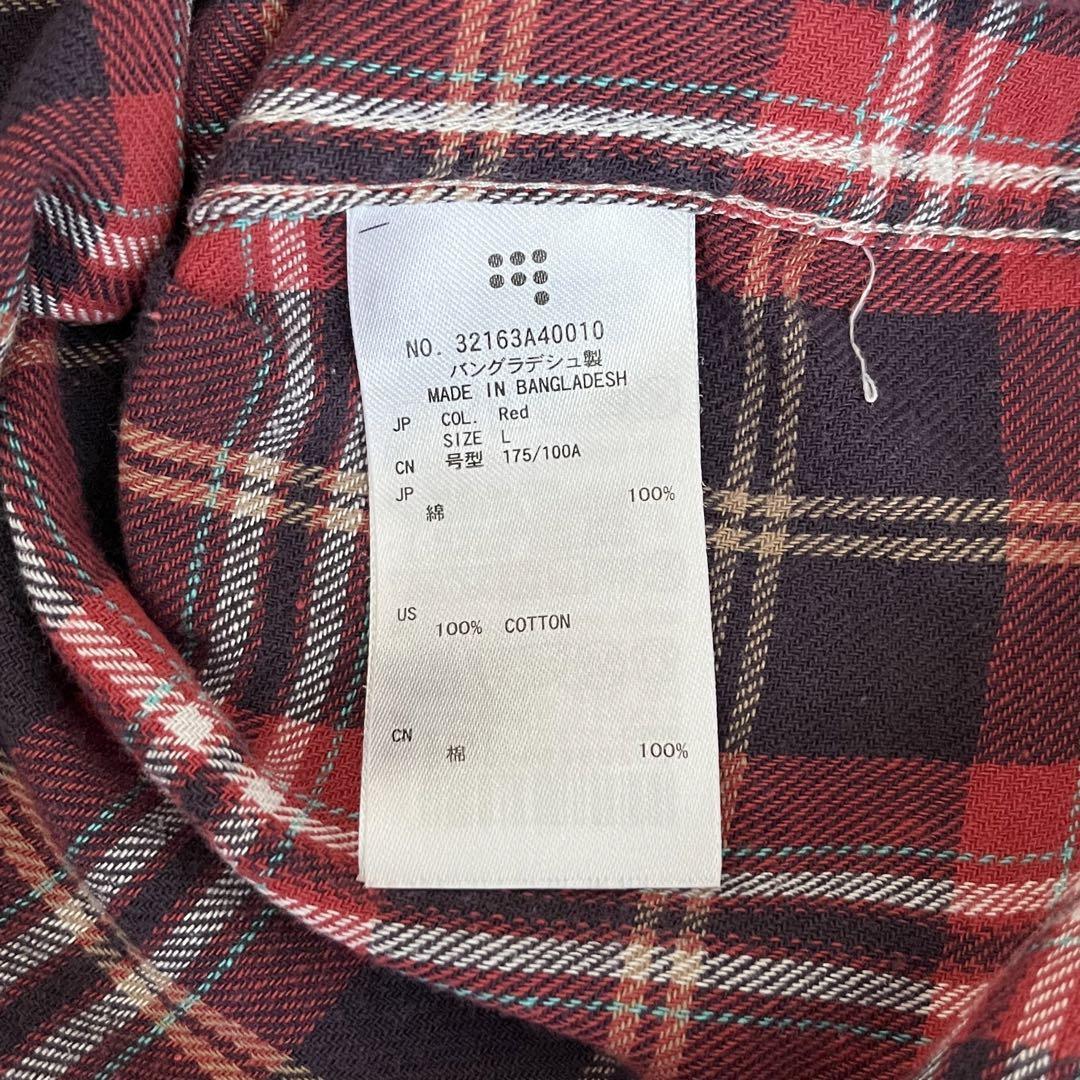 NO. 32163A40010
バングラデシュ製
MADE IN BANGLADESH
JP COL. Red
SIZE L
CN 号型 175/100A
JP
綿 100%
US
100% COTTON
CN
棉 100%